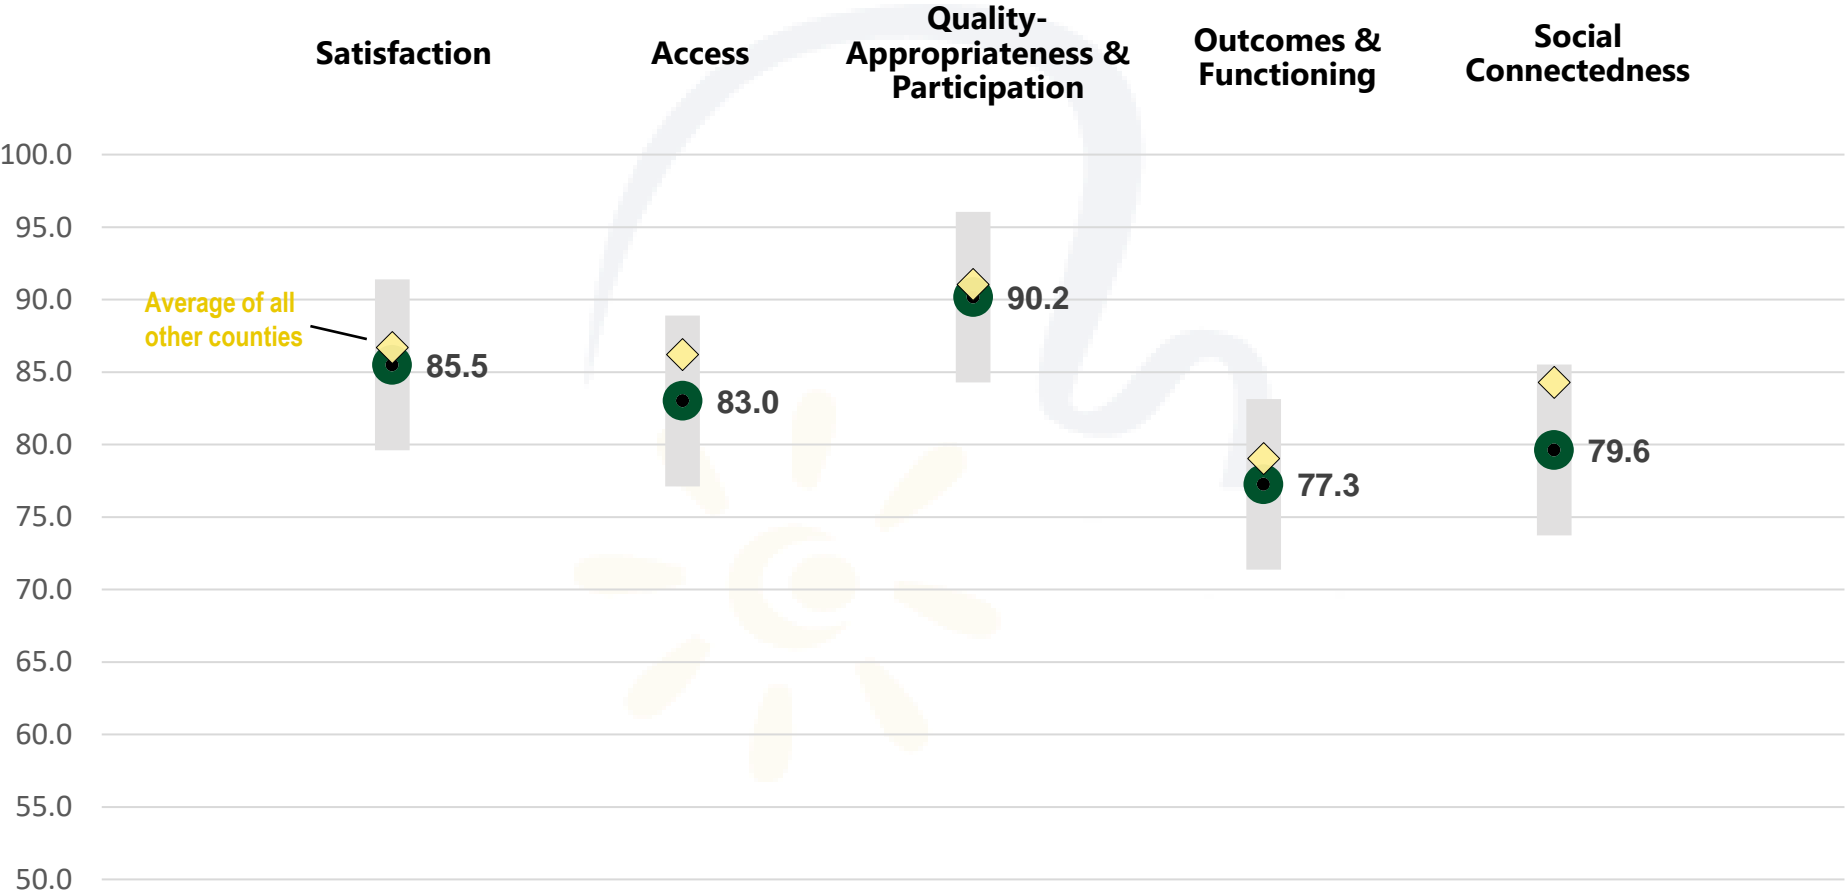 Satisfaction
Access
Quality-
Appropriateness &
Participation
Outcomes &
Functioning
Social
Connectedness
100.0
95.0
90.0
85.0
80.0
75.0
70.0
65.0
60.0
55.0
50.0
Average of all
other counties
85.5
83.0
90.2
77.3
79.6